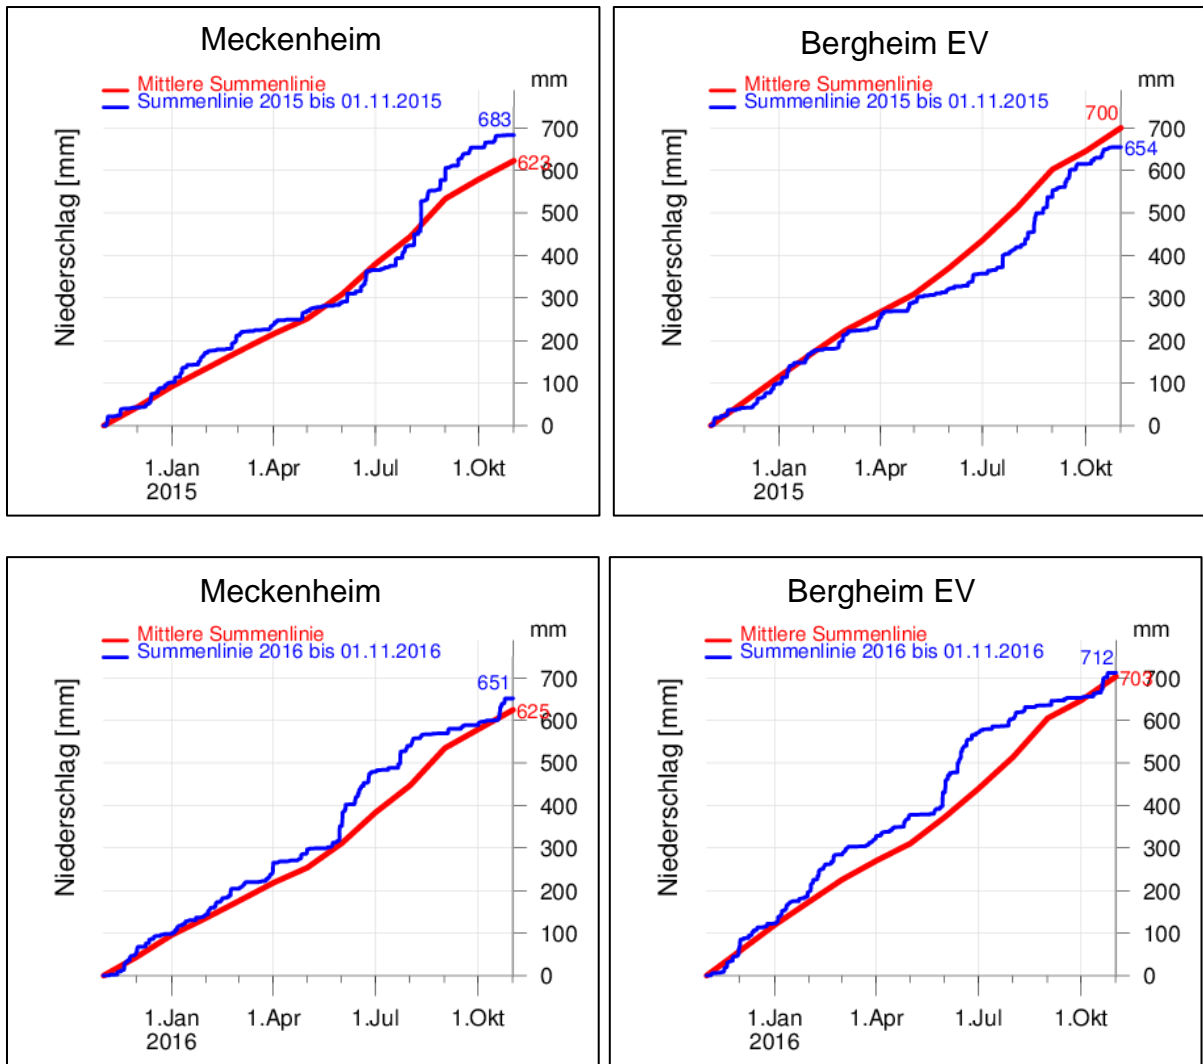 Meckenheim
Mittlere Summenlinie
Summenlinie 2015 bis 01.11.2015
mm
Niederschlag [mm]
683
623
700
600
500
400
300
200
100
0
1.Jan
2015
1.Apr
1.Jul
1.Okt
Bergheim EV
Mittlere Summenlinie
Summenlinie 2015 bis 01.11.2015
mm
Niederschlag [mm]
700
654
700
600
500
400
300
200
100
0
1.Jan
2015
1.Apr
1.Jul
1.Okt
Meckenheim
Mittlere Summenlinie
Summenlinie 2016 bis 01.11.2016
mm
Niederschlag [mm]
651
625
700
600
500
400
300
200
100
0
1.Jan
2016
1.Apr
1.Jul
1.Okt
Bergheim EV
Mittlere Summenlinie
Summenlinie 2016 bis 01.11.2016
mm
Niederschlag [mm]
712
703
700
600
500
400
300
200
100
0
1.Jan
2016
1.Apr
1.Jul
1.Okt